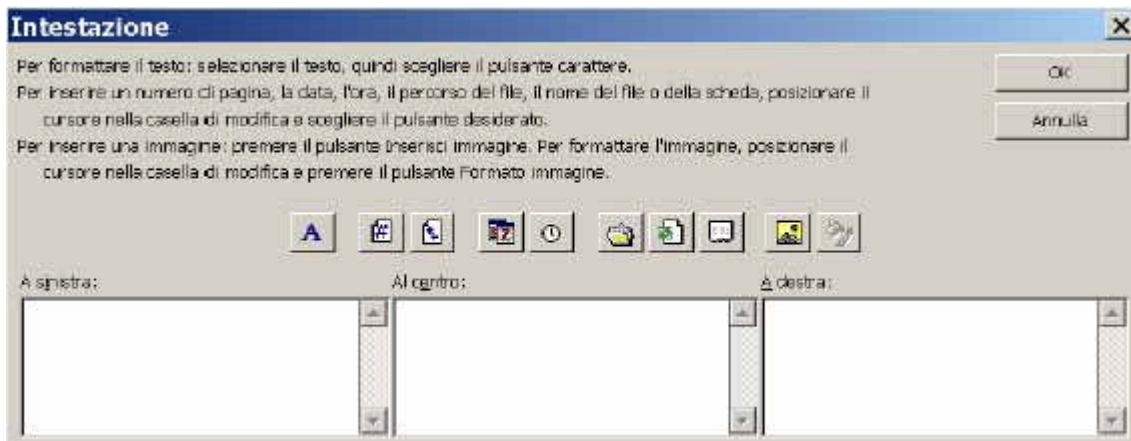 Intestazione
Per formattare il testo: selezionare il testo, quindi scegliere il pulsante carattere.
Per inserire un numero di pagina, la data, l'ora, il percorso del file, il nome del file o della scheda, posizionare il
cursore nella casella di modifica e scegliere il pulsante desiderato.
Per inserire una immagine: premere il pulsante Inserisci immagine. Per formattare l'immagine, posizionare il
cursore nella casella di modifica e premere il pulsante Formato immagine.
OK
Annulla
A
A sinistra:
Al centro:
A destra: